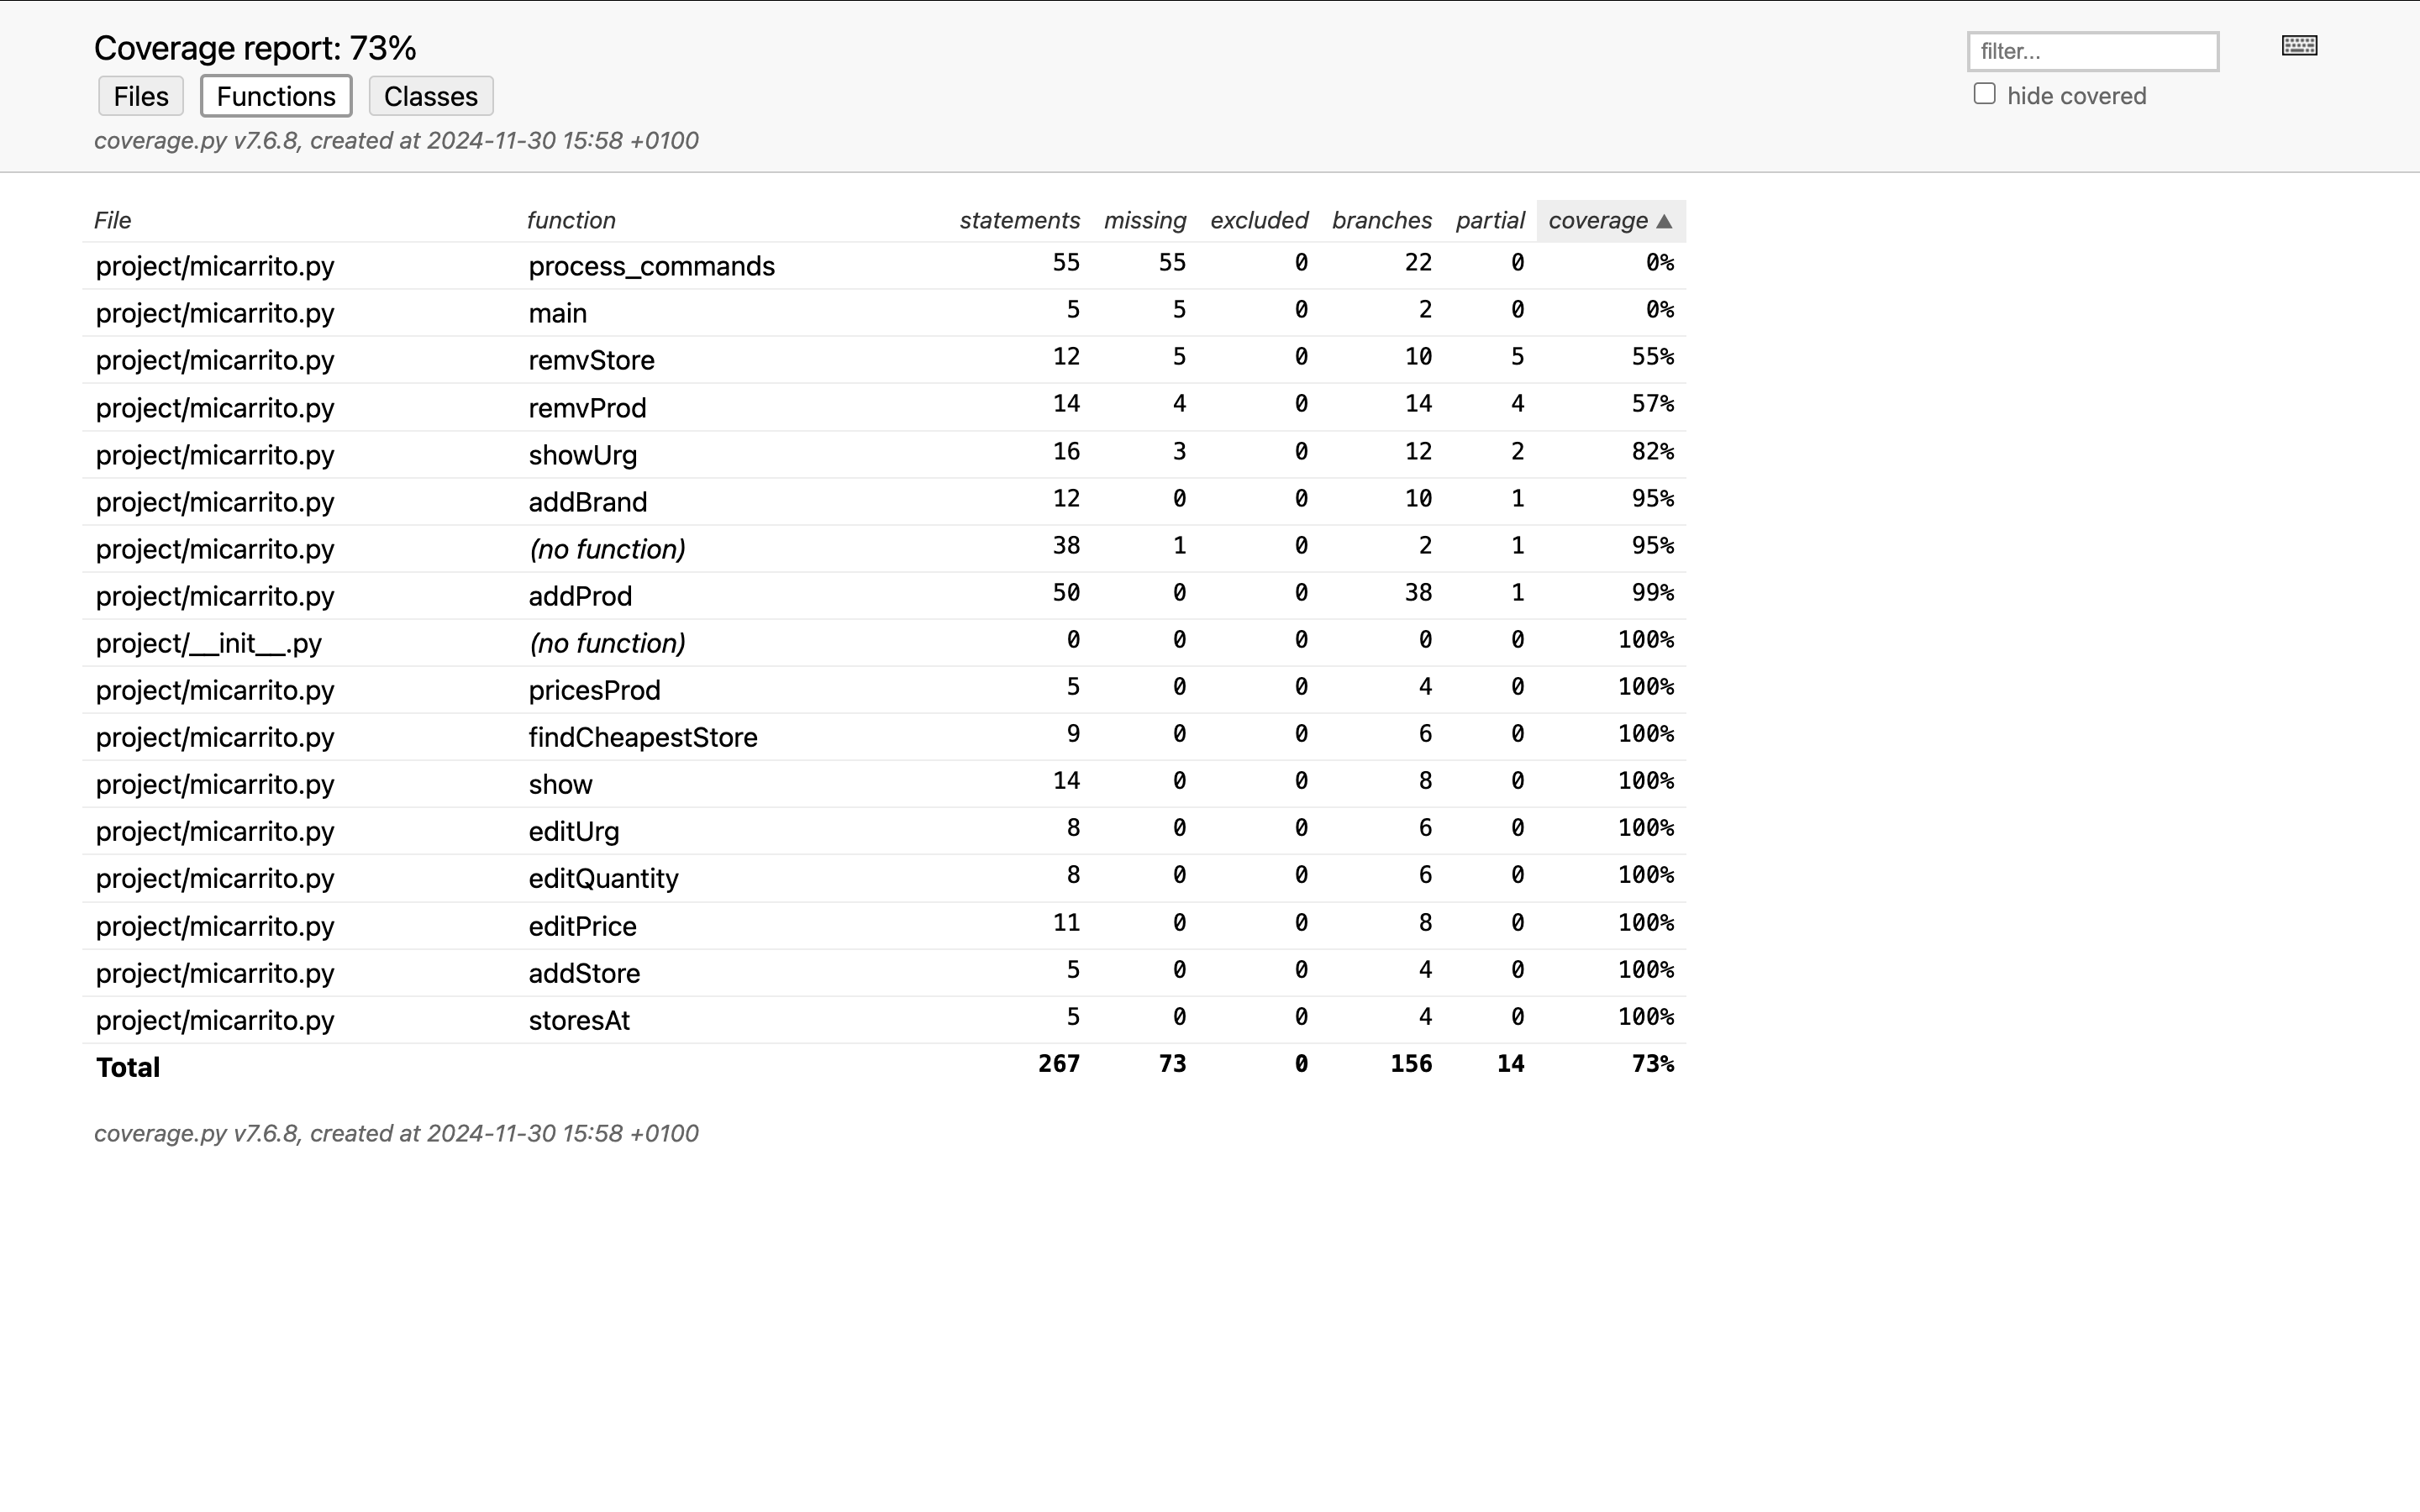 Coverage report: 73%
filter...
Files Functions Classes
hide covered
coverage.py v7.6.8, created at 2024-11-30 15:58 +0100
File function statements missing excluded branches partial coverage ▲
project/micarrito.py process_commands 55 55 0 22 0 0%
project/micarrito.py main 5 5 0 2 0 0%
project/micarrito.py remvStore 12 5 0 10 5 55%
project/micarrito.py remvProd 14 4 0 14 4 57%
project/micarrito.py showUrg 16 3 0 12 2 82%
project/micarrito.py addBrand 12 0 0 10 1 95%
project/micarrito.py (no function) 38 1 0 2 1 95%
project/micarrito.py addProd 50 0 0 38 1 99%
project/__init__.py (no function) 0 0 0 0 0 100%
project/micarrito.py pricesProd 5 0 0 4 0 100%
project/micarrito.py findCheapestStore 9 0 0 6 0 100%
project/micarrito.py show 14 0 0 8 0 100%
project/micarrito.py editUrg 8 0 0 6 0 100%
project/micarrito.py editQuantity 8 0 0 6 0 100%
project/micarrito.py editPrice 11 0 0 8 0 100%
project/micarrito.py addStore 5 0 0 4 0 100%
project/micarrito.py storesAt 5 0 0 4 0 100%
Total 267 73 0 156 14 73%
coverage.py v7.6.8, created at 2024-11-30 15:58 +0100